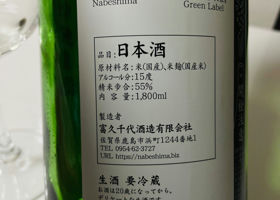 Nabeshima
Green Label
品目:日本酒
原材料名:米(国産)、米麹(国産米)
アルコール分:15度
精米歩合:55%
内 容 量:1,800ml
製造者
富久千代酒造有限会社
佐賀県鹿島市浜町1244番地1
TEL 0954-62-3727
URL https://nabeshima.biz
生酒 要冷蔵
お酒は20歳になってから。